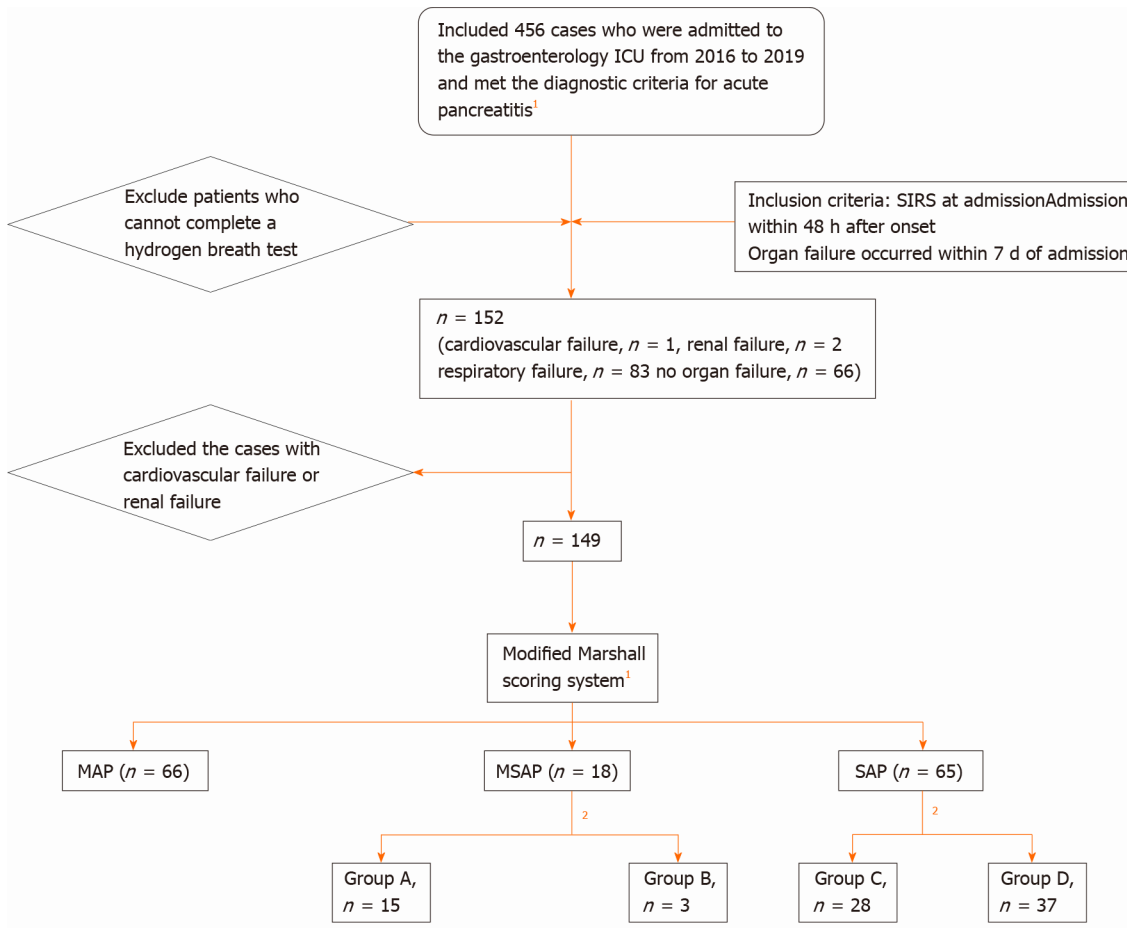 Included 456 cases who were admitted to
the gastroenterology ICU from 2016 to 2019
and met the diagnostic criteria for acute
pancreatitis1
Exclude patients who
cannot complete a
hydrogen breath test
Inclusion criteria: SIRS at admissionAdmission
within 48 h after onset
Organ failure occurred within 7 d of admission
n = 152
(cardiovascular failure, n = 1, renal failure, n = 2
respiratory failure, n = 83 no organ failure, n = 66)
Excluded the cases with
cardiovascular failure or
renal failure
n = 149
Modified Marshall
scoring system1
MAP (n = 66)
MSAP (n = 18)
SAP (n = 65)
2
2
Group A,
n = 15
Group B,
n = 3
Group C,
n = 28
Group D,
n = 37